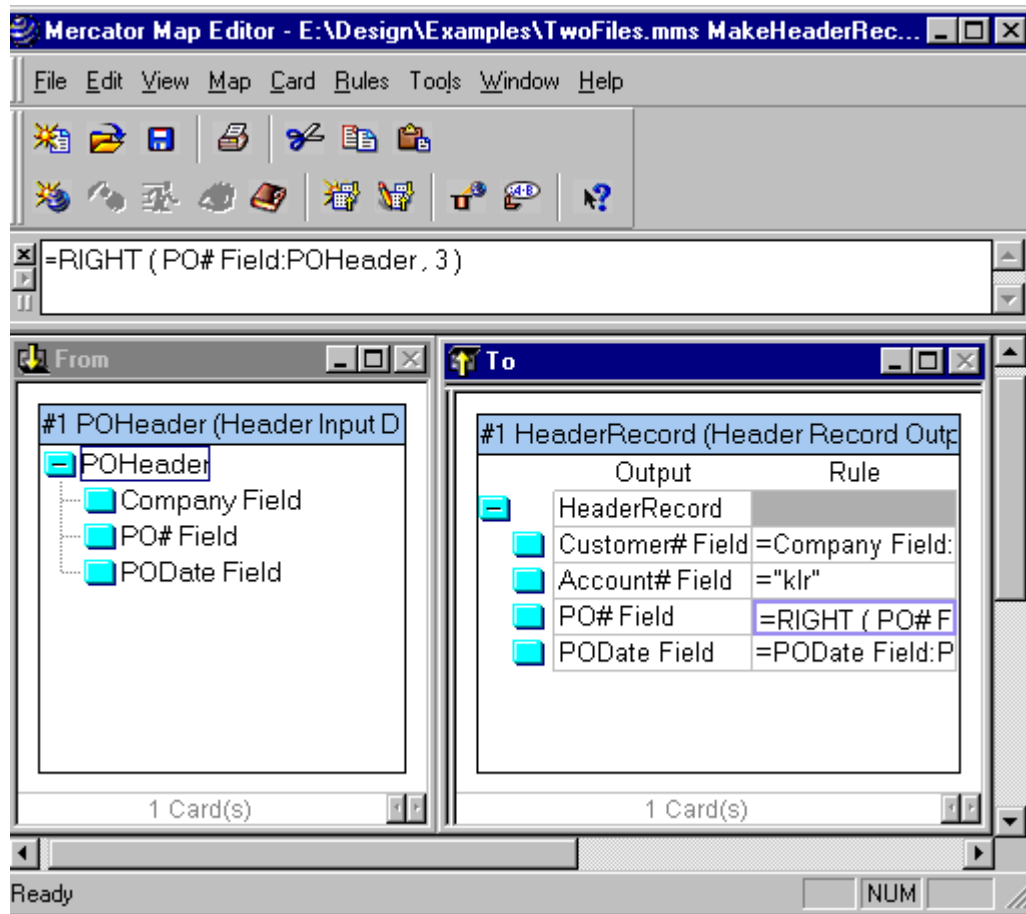 Mercator Map Editor - E:\Design\Examples\TwoFiles.mms MakeHeaderRec...
File Edit View Map Card Rules Tools Window Help
=RIGHT ( PO# Field:POHeader , 3 )
From
#1 POHeader (Header Input D
POHeader
Company Field
PO# Field
PODate Field
1 Card(s)
To
#1 HeaderRecord (Header Record Outp
Output Rule
HeaderRecord
Customer# Field =Company Field:
Account# Field ="klr"
PO# Field =RIGHT ( PO# F
PODate Field =PODate Field:P
1 Card(s)
Ready NUM